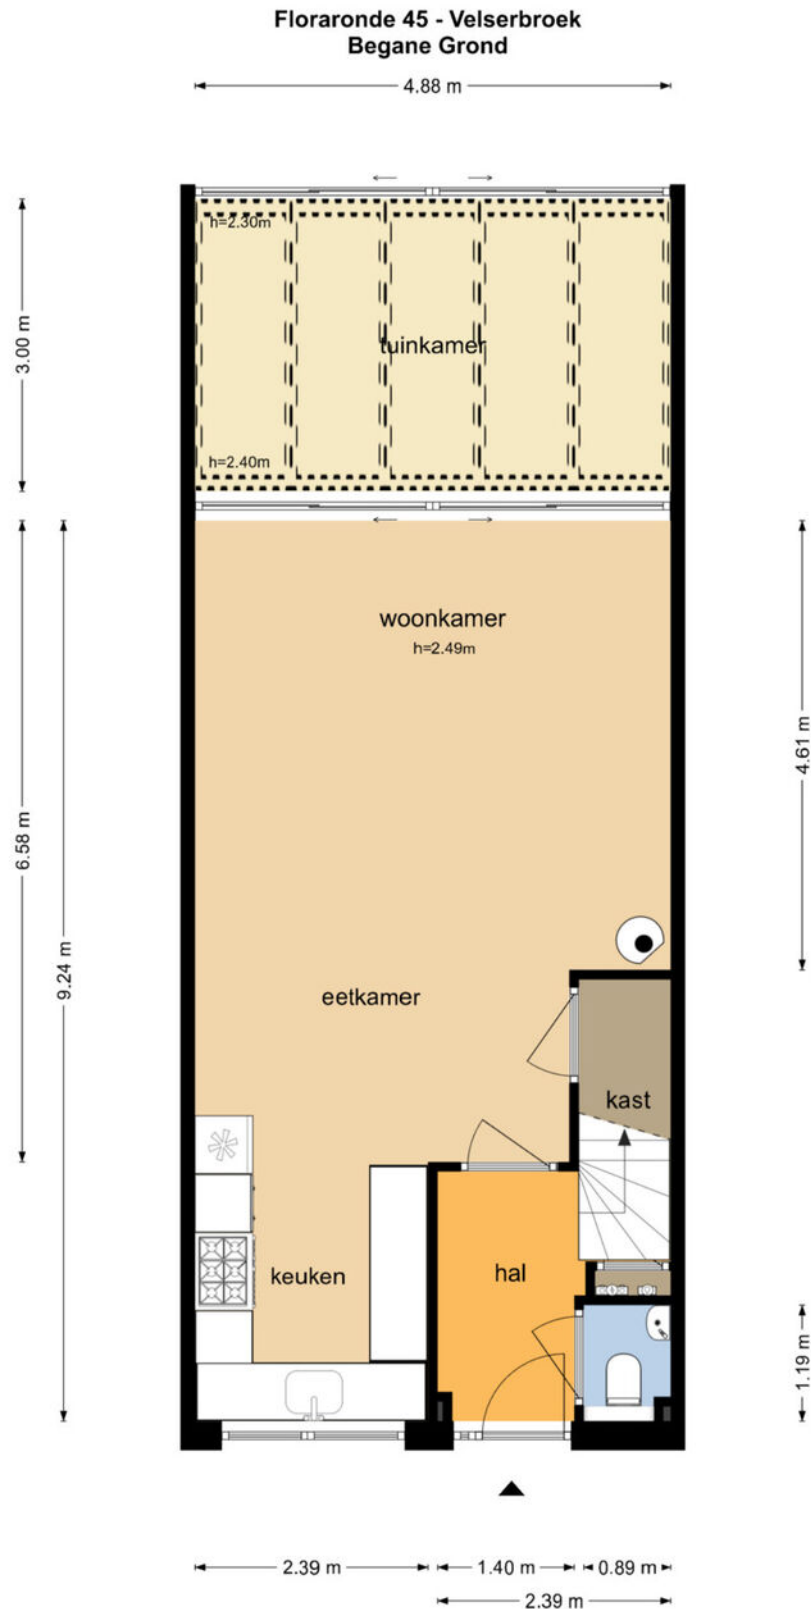 Floraronde 45 - Velserbroek
Begane Grond
4.88 m
h=2.30m
3.00 m
tuinkamer
h=2.40m
woonkamer
h=2.49m
4.61 m
6.58 m
9.24 m
eetkamer
kast
keuken
hal
1.19 m
2.39 m
1.40 m
0.89 m
2.39 m